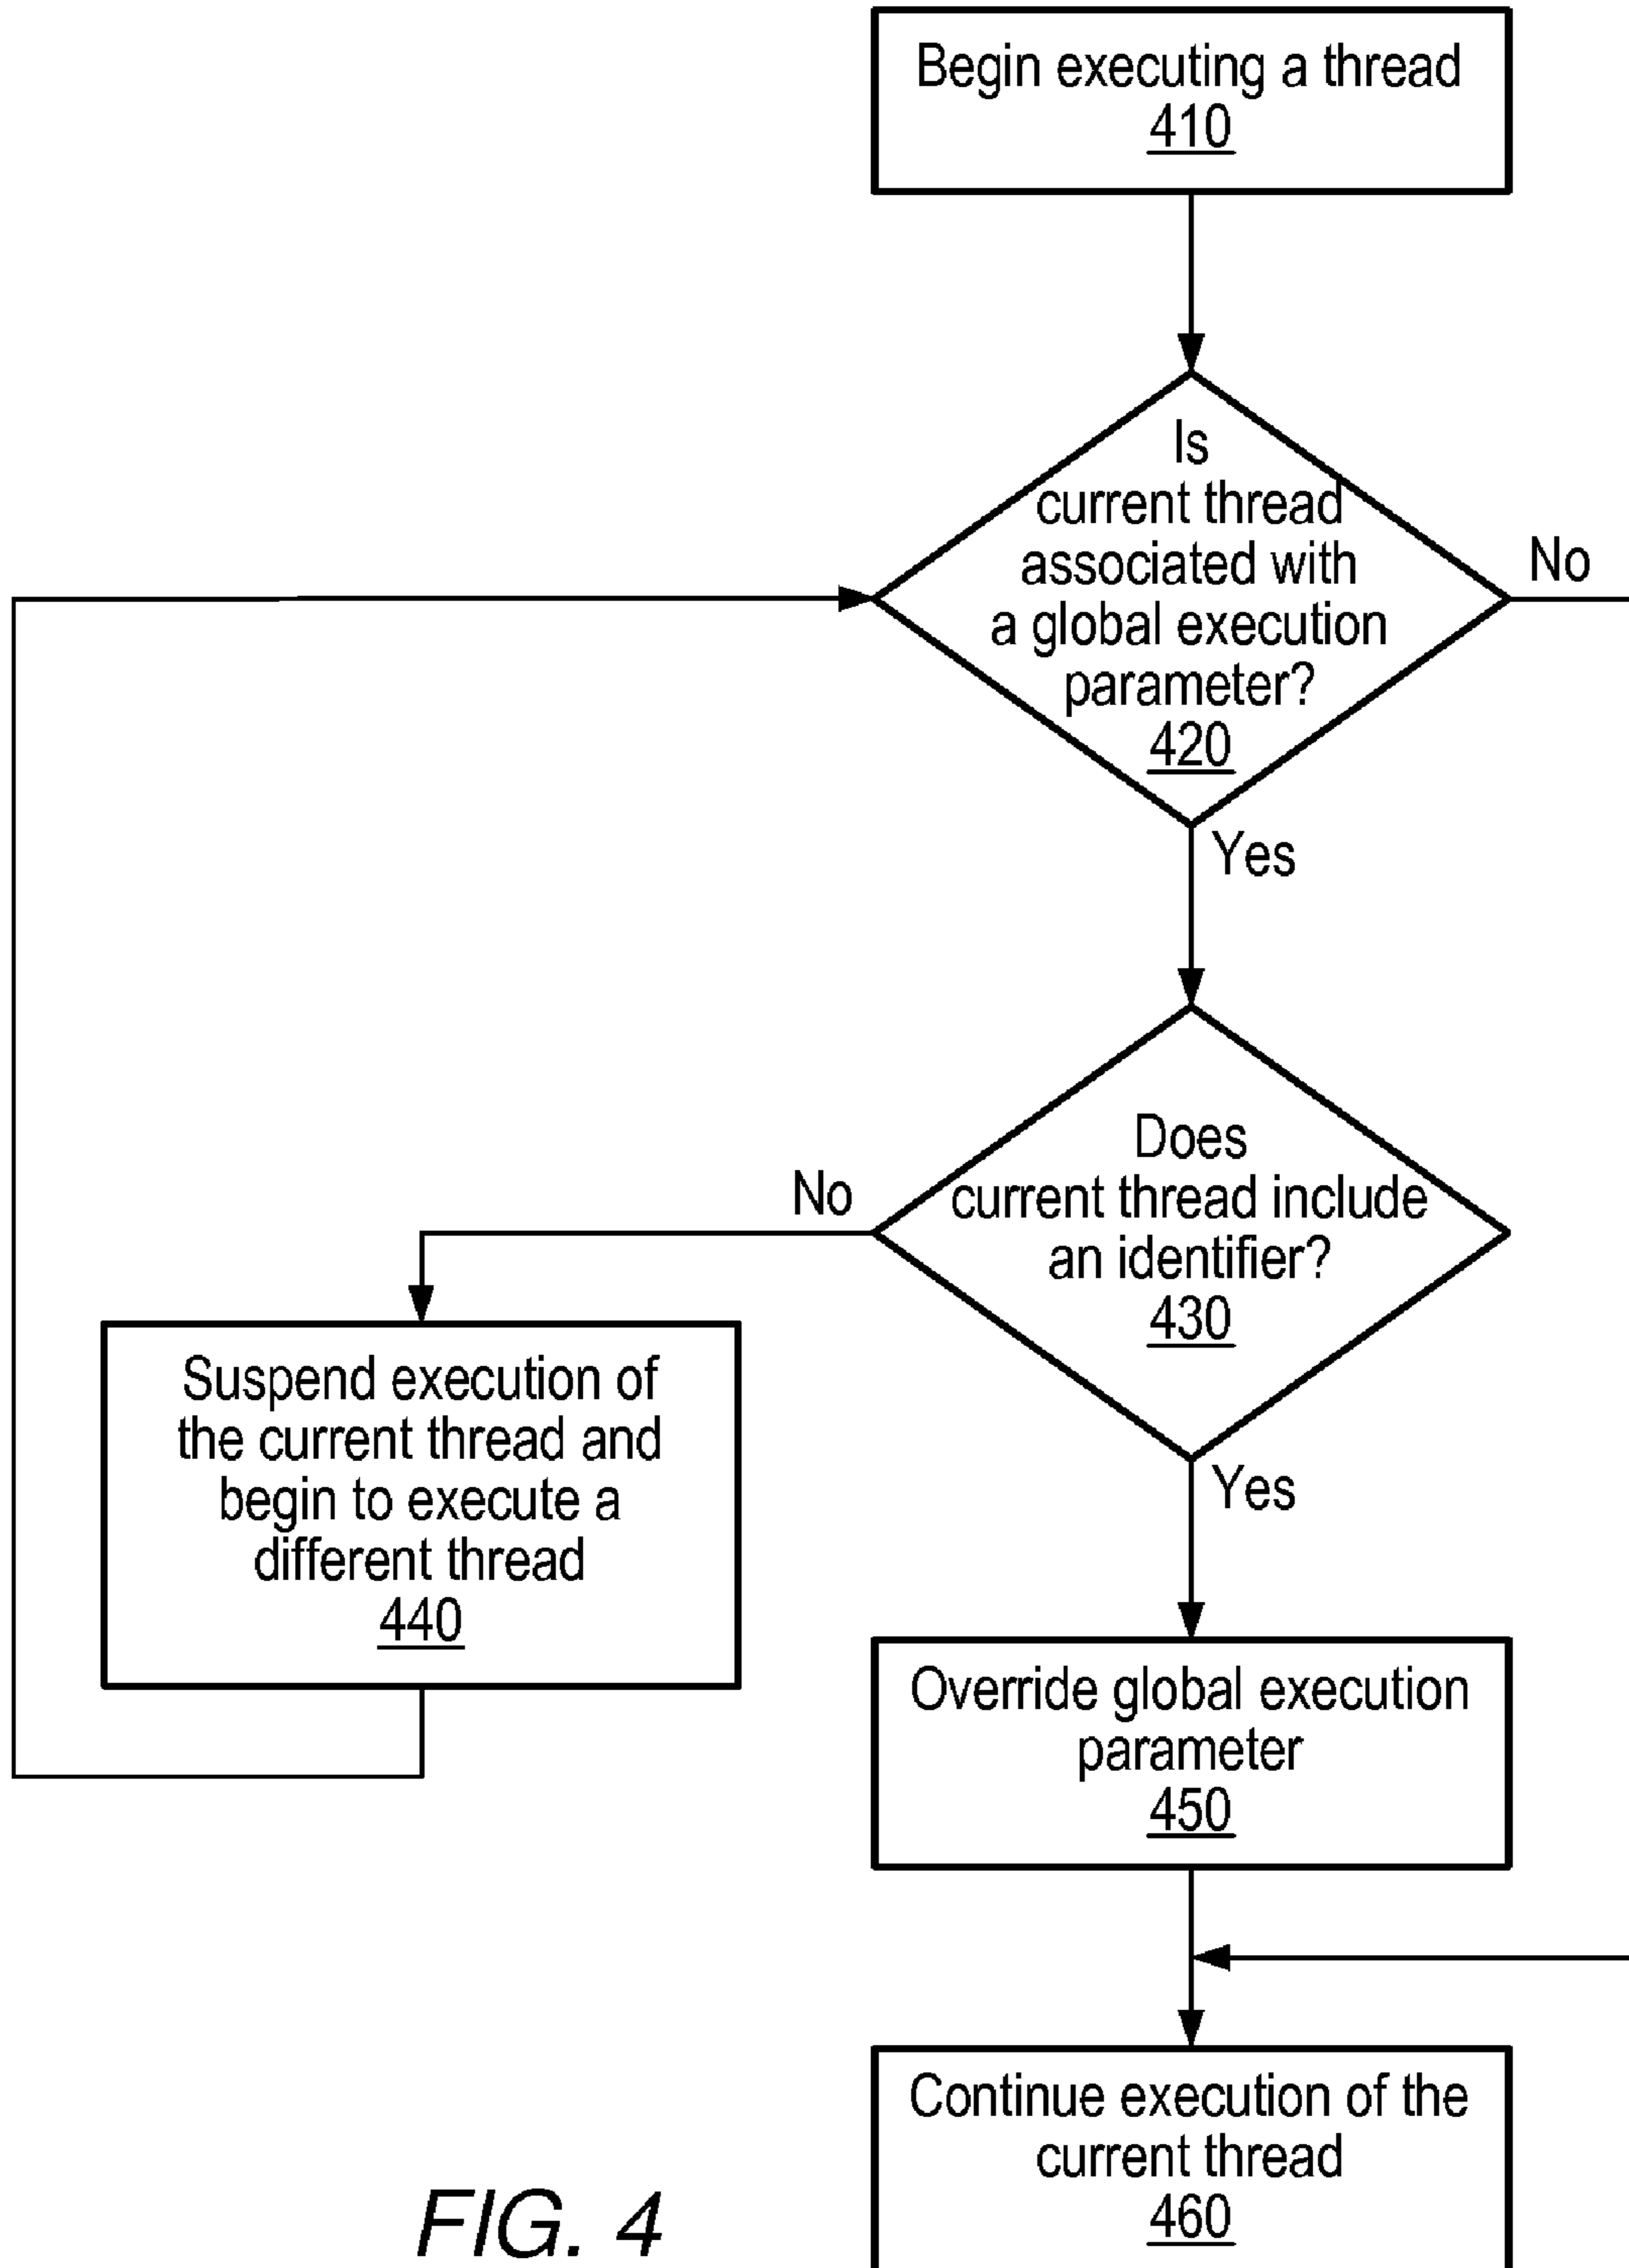 Begin executing a thread
410
Is
current thread
associated with
a global execution
parameter?
420
No
Yes
Does
current thread include
an identifier?
430
No
Yes
Suspend execution of
the current thread and
begin to execute a
different thread
440
Override global execution
parameter
450
Continue execution of the
current thread
460
FIG. 4